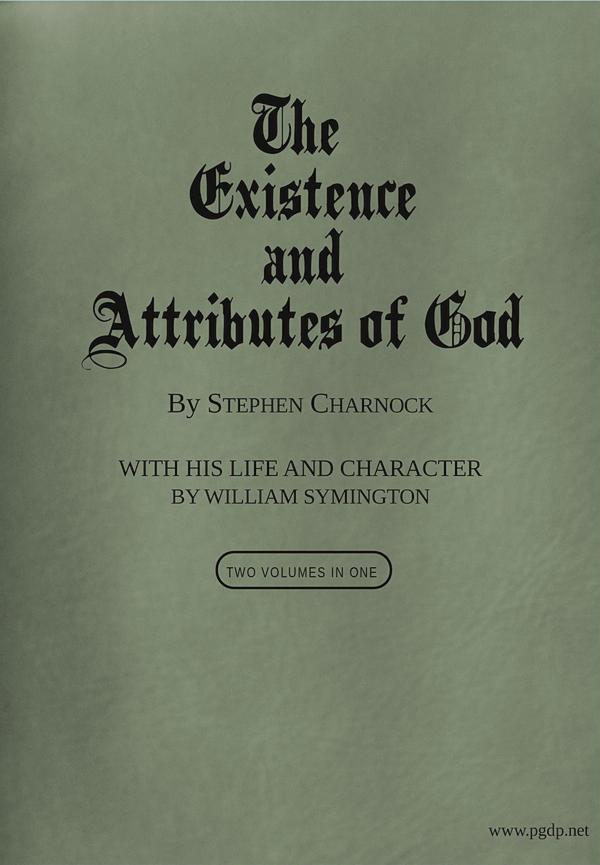 The
Existence
and
Attributes of God
By Stephen Charnock
WITH HIS LIFE AND CHARACTER
BY WILLIAM SYMINGTON
TWO VOLUMES IN ONE
www.pgdp.net